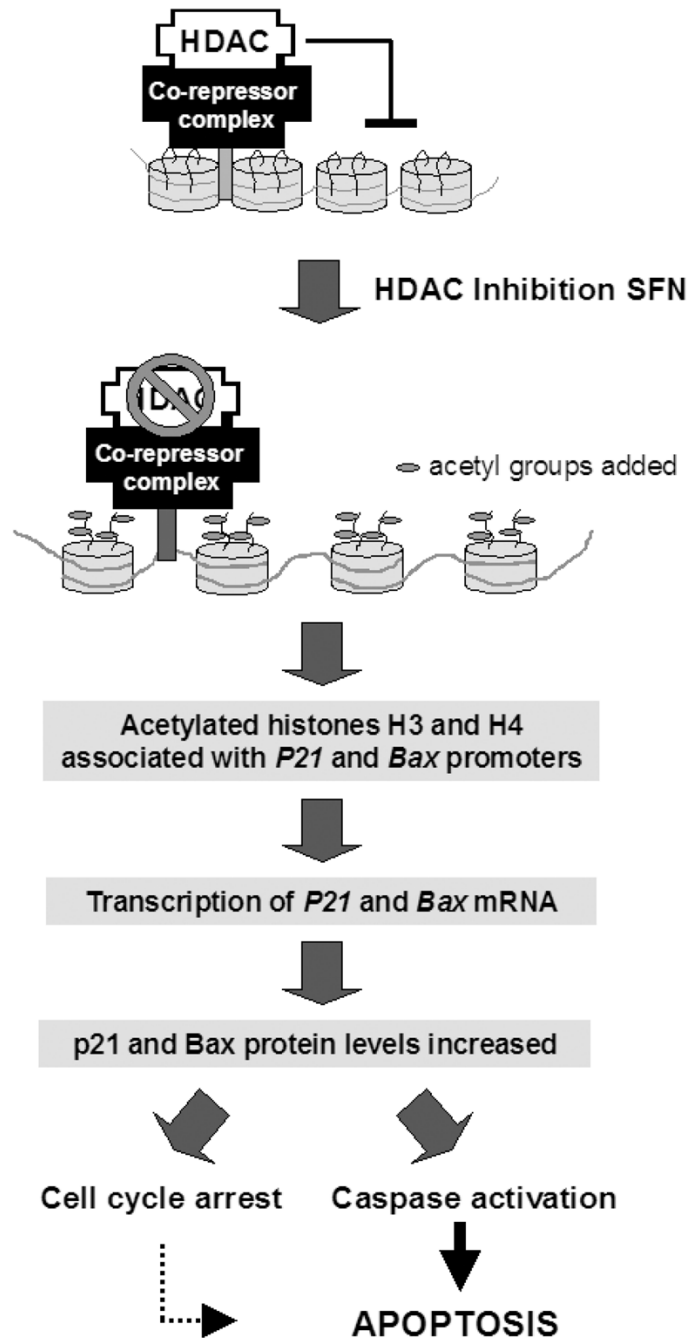 HDAC
Co-repressor
complex
HDAC Inhibition SFN
HDAC
Co-repressor
complex
acetyl groups added
Acetylated histones H3 and H4
associated with P21 and Bax promoters
Transcription of P21 and Bax mRNA
p21 and Bax protein levels increased
Cell cycle arrest
Caspase activation
APOPTOSIS